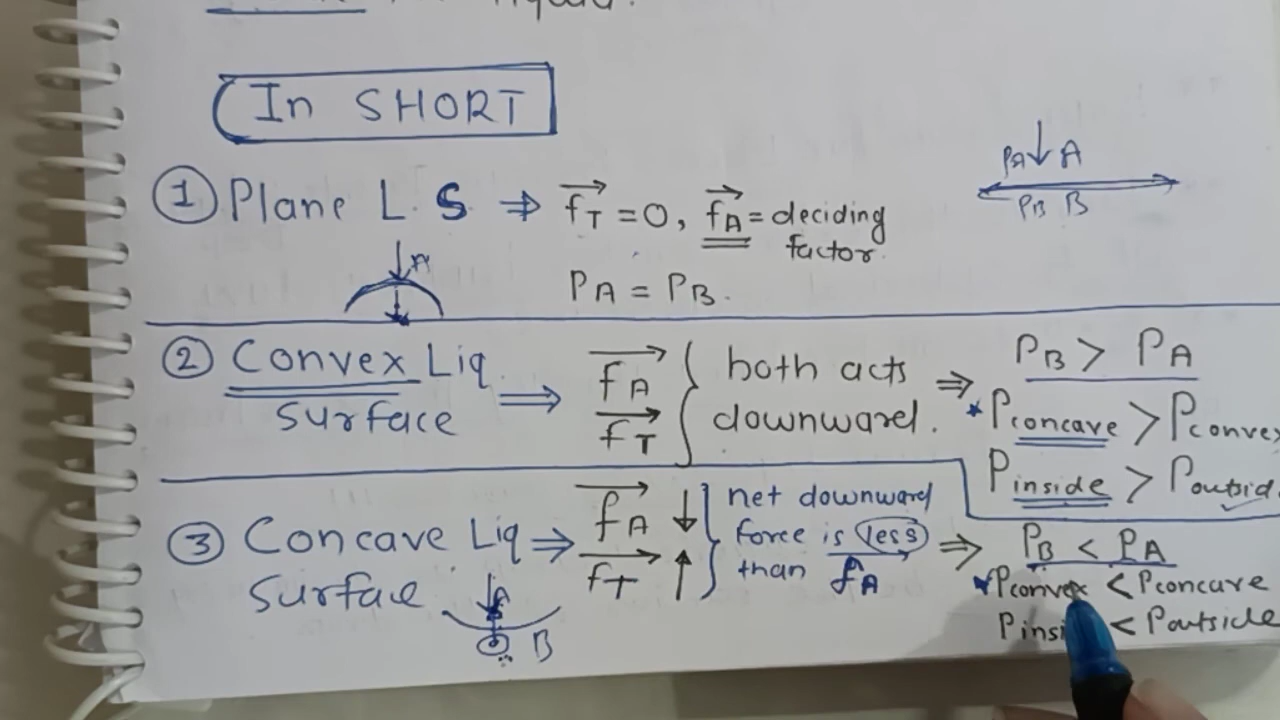 In SHORT
PA↓ A
PB B
① Plane L. S ⇒ f⃗T = 0, f⃗A = deciding factor.
A
PA = PB.
② Convex Liq. surface ⇒ f⃗A f⃗T } both acts downward. ⇒ PB > PA
* Pconcave > Pconvex
Pinside > Poutsid.
③ Concave Liq Surface ⇒ f⃗A ↓ f⃗T ↑ } net downward force is less than f⃗A ⇒ PB < PA
A
B
* Pconvex < Pconcave
< Poutside